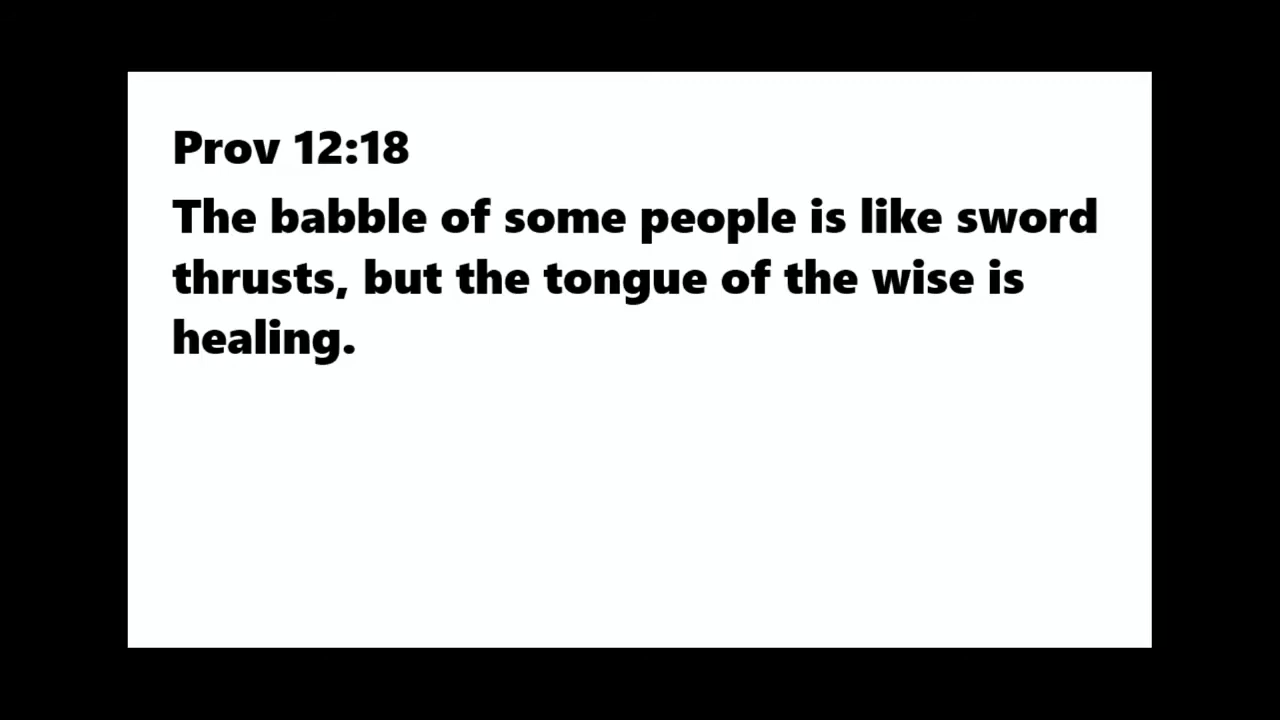 Prov 12:18
The babble of some people is like sword
thrusts, but the tongue of the wise is
healing.